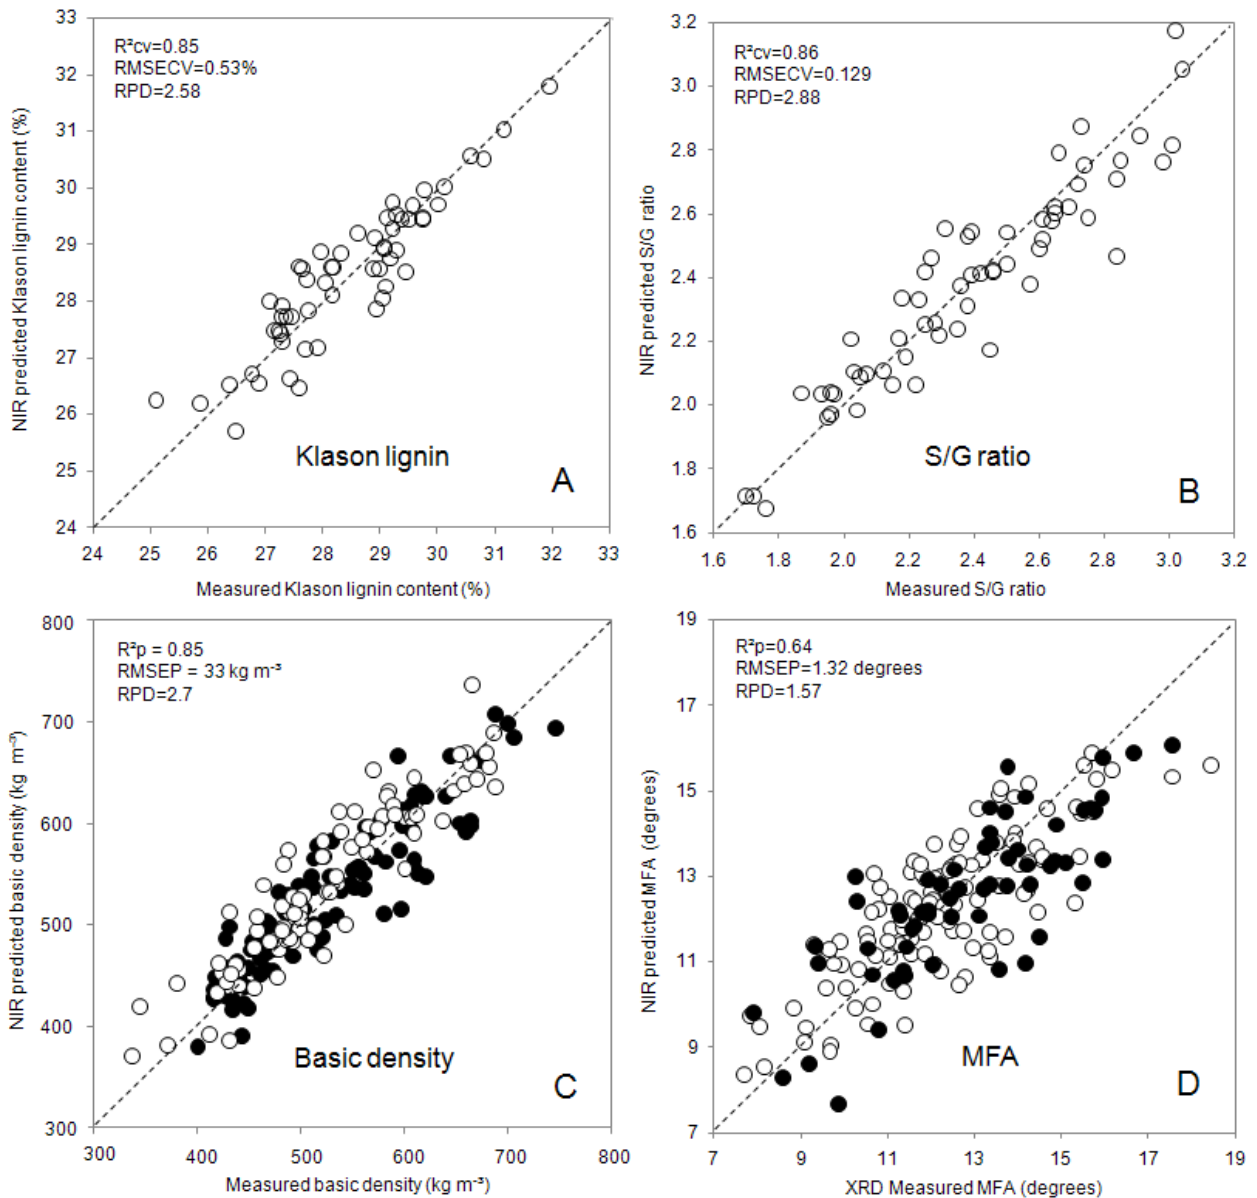 33
32
31
30
29
28
27
26
25
24
24 25 26 27 28 29 30 31 32 33
NIR predicted Klason lignin content (%)
Measured Klason lignin content (%)
R²cv=0.85
RMSECV=0.53%
RPD=2.58
Klason lignin
A
3.2
3.0
2.8
2.6
2.4
2.2
2.0
1.8
1.6
1.6 2.0 2.2 2.4 2.6 2.8 3.0 3.2
NIR predicted S/G ratio
Measured S/G ratio
R²cv=0.86
RMSECV=0.129
RPD=2.88
S/G ratio
B
800
700
600
500
400
300
300 400 500 600 700 800
NIR predicted basic density (kg m⁻³)
Measured basic density (kg m⁻³)
R²p = 0.85
RMSEP = 33 kg m⁻³
RPD=2.7
Basic density
C
19
17
15
13
11
9
7
7 9 11 13 15 17 19
NIR predicted MFA (degrees)
XRD Measured MFA (degrees)
R²p=0.64
RMSEP=1.32 degrees
RPD=1.57
MFA
D